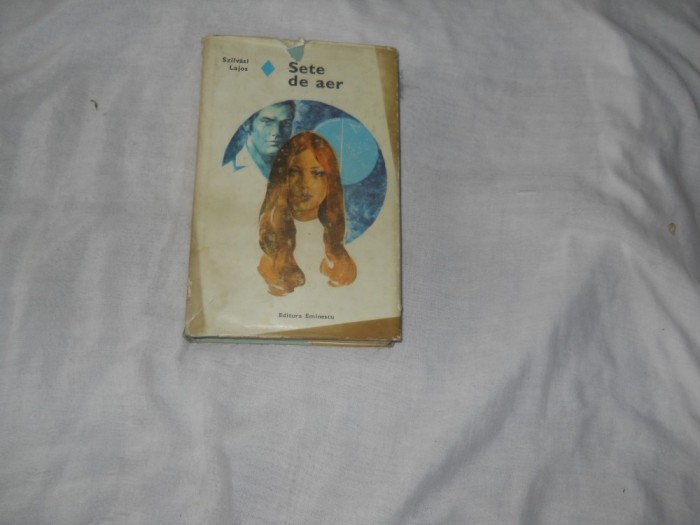 Szilvási
Lajos
Sete
de aer
Editura Eminescu